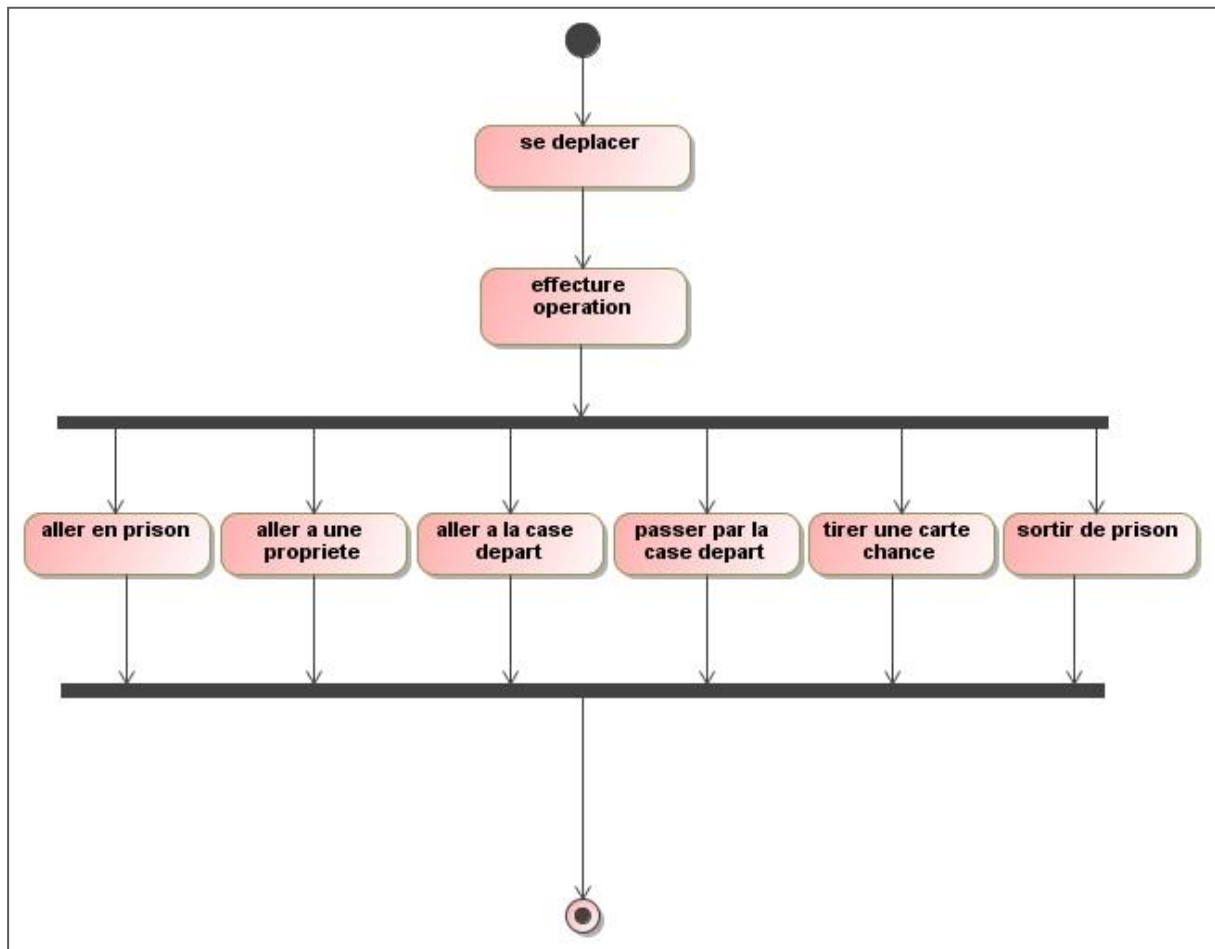 se deplacer
effecture
operation
aller en prison
aller a une
propriete
aller a la case
depart
passer par la
case depart
tirer une carte
chance
sortir de prison